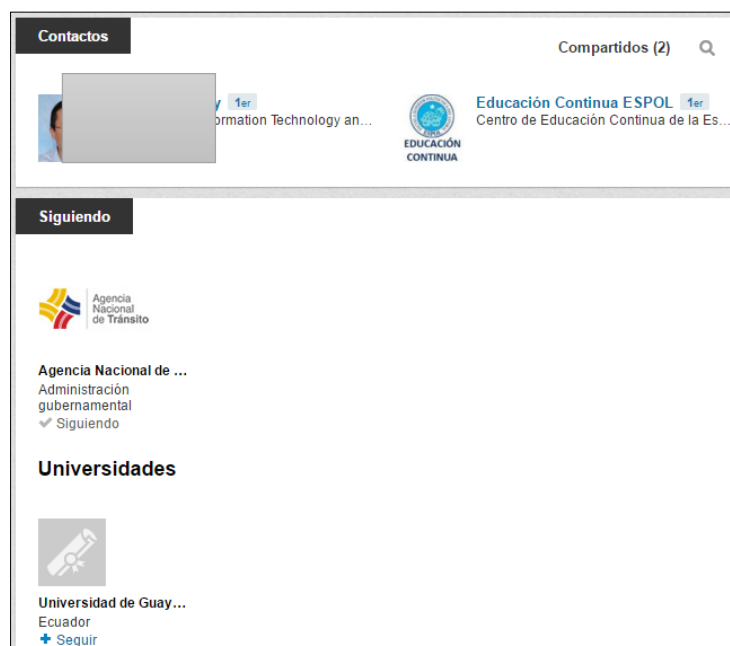 Contactos
Compartidos (2)
y 1er
ormation Technology an...
Educación Continua ESPOL 1er
Centro de Educación Continua de la Es...
EDUCACIÓN
CONTINUA
Siguiendo
Agencia
Nacional
de Tránsito
Agencia Nacional de ...
Administración
gubernamental
Siguiendo
Universidades
Universidad de Guay...
Ecuador
+ Seguir